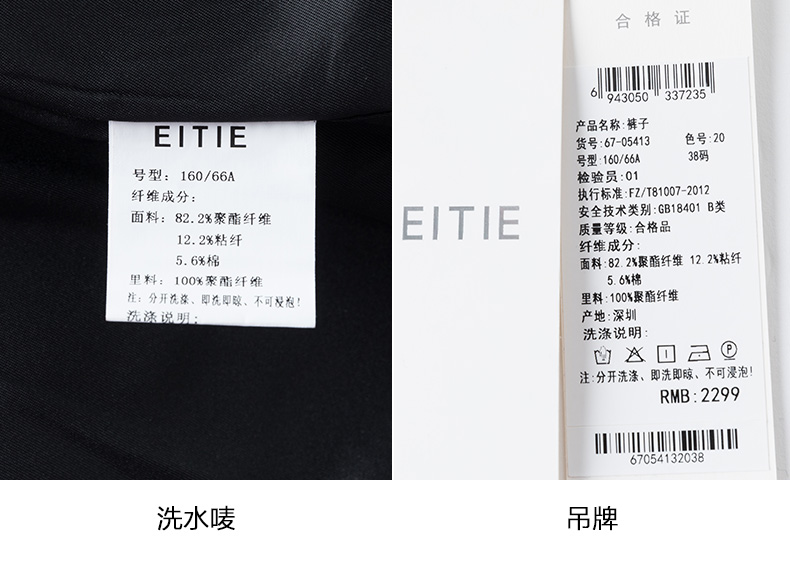 EITIE
号型: 160/66A
纤维成分:
面料: 82.2%聚酯纤维
12.2%粘纤
5.6%棉
里料: 100%聚酯纤维
注: 分开洗涤、即洗即晾、不可浸泡!
洗涤说明:
EITIE
合格证
6 943050 337235
产品名称:裤子
货号:67-05413 色号:20
号型:160/66A 38码
检验员:01
执行标准:FZ/T81007-2012
安全技术类别:GB18401 B类
质量等级:合格品
纤维成分:
面料:82.2%聚酯纤维 12.2%粘纤
5.6%棉
里料:100%聚酯纤维
产地:深圳
洗涤说明:
P
注:分开洗涤、即洗即晾、不可浸泡!
RMB:2299
67054132038
洗水唛
吊牌